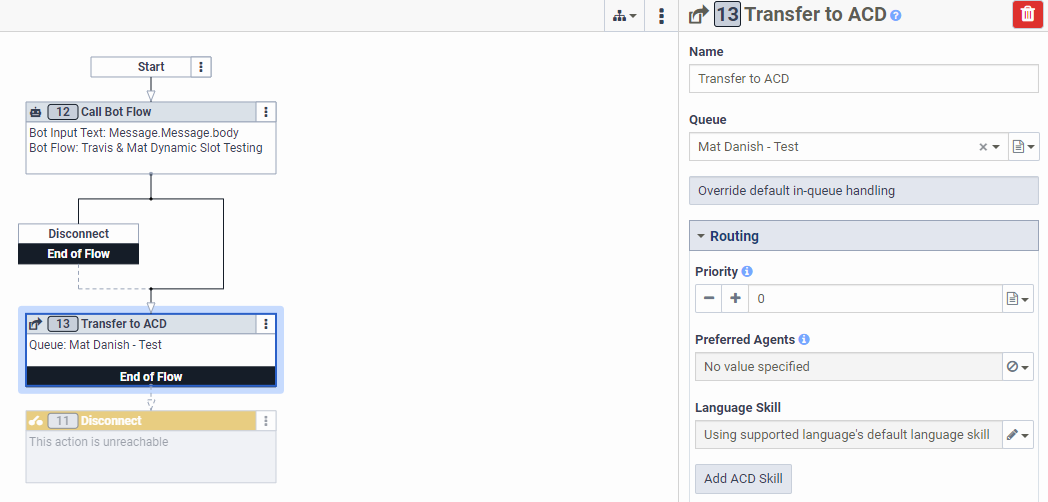 Start
12 Call Bot Flow
Bot Input Text: Message.Message.body
Bot Flow: Travis & Mat Dynamic Slot Testing
Disconnect
End of Flow
13 Transfer to ACD
Queue: Mat Danish - Test
End of Flow
11 Disconnect
This action is unreachable
13 Transfer to ACD ?
Name
Transfer to ACD
Queue
Mat Danish - Test
Override default in-queue handling
Routing
Priority
0
Preferred Agents
No value specified
Language Skill
Using supported language's default language skill
Add ACD Skill